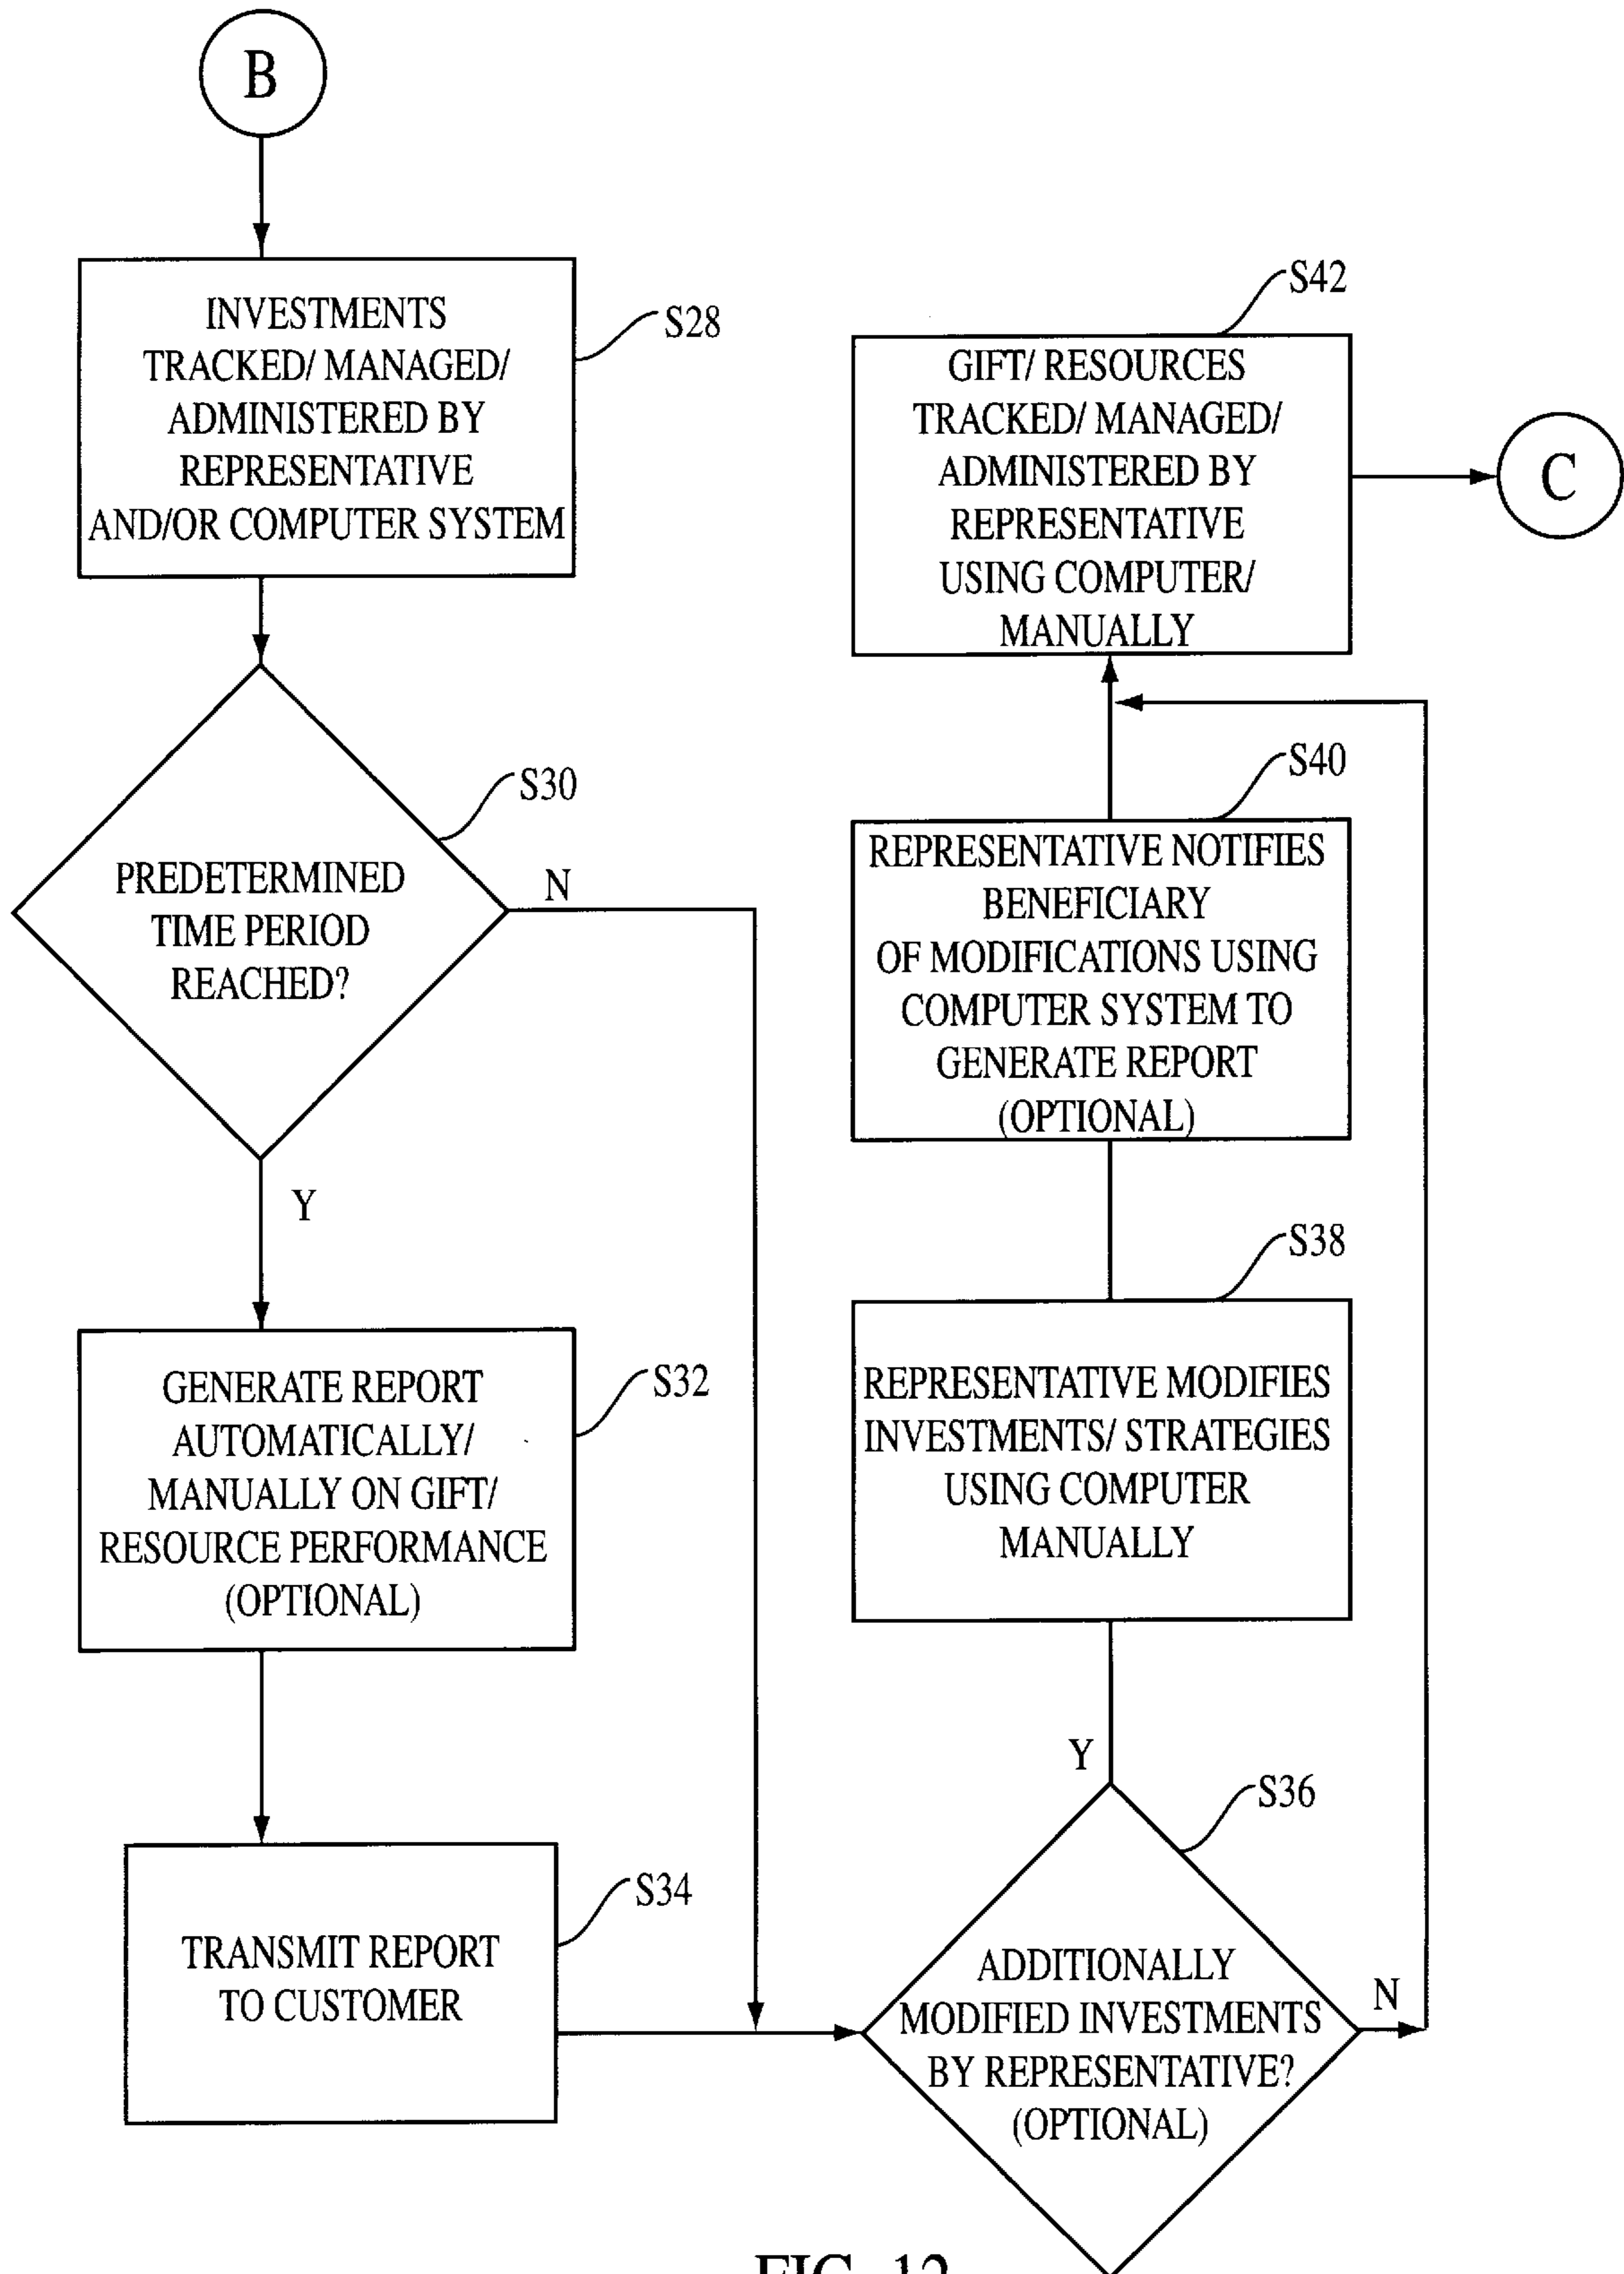 B
INVESTMENTS
TRACKED/ MANAGED/
ADMINISTERED BY
REPRESENTATIVE
AND/OR COMPUTER SYSTEM
S28
PREDETERMINED
TIME PERIOD
REACHED?
S30
N
Y
GENERATE REPORT
AUTOMATICALLY/
MANUALLY ON GIFT/
RESOURCE PERFORMANCE
(OPTIONAL)
S32
TRANSMIT REPORT
TO CUSTOMER
S34
ADDITIONALLY
MODIFIED INVESTMENTS
BY REPRESENTATIVE?
(OPTIONAL)
S36
N
Y
REPRESENTATIVE MODIFIES
INVESTMENTS/ STRATEGIES
USING COMPUTER
MANUALLY
S38
REPRESENTATIVE NOTIFIES
BENEFICIARY
OF MODIFICATIONS USING
COMPUTER SYSTEM TO
GENERATE REPORT
(OPTIONAL)
S40
GIFT/ RESOURCES
TRACKED/ MANAGED/
ADMINISTERED BY
REPRESENTATIVE
USING COMPUTER/
MANUALLY
S42
C
FIG. 12